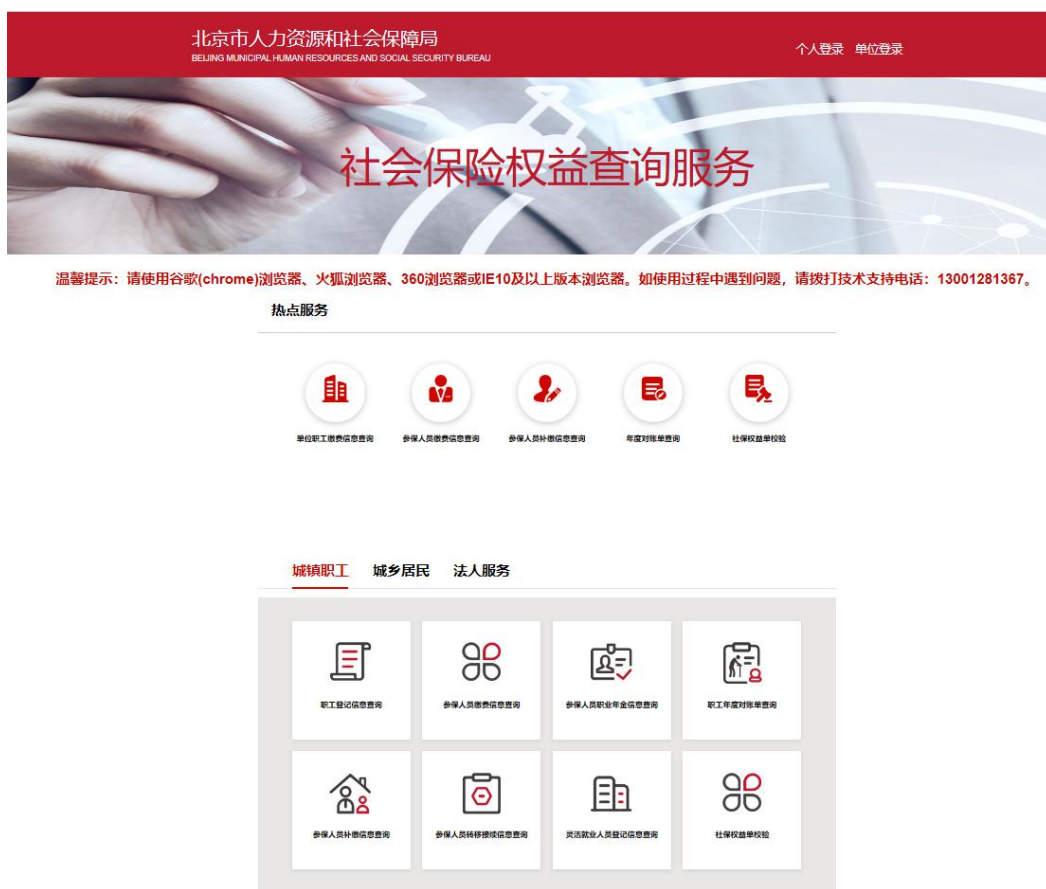 北京市人力资源和社会保障局
BEIJING MUNICIPAL HUMAN RESOURCES AND SOCIAL SECURITY BUREAU
个人登录 单位登录
社会保险权益查询服务
温馨提示：请使用谷歌(chrome)浏览器、火狐浏览器、360浏览器或IE10及以上版本浏览器。如使用过程中遇到问题，请拨打技术支持电话：13001281367。
热点服务
单位职工缴费信息查询 参保人员缴费信息查询 参保人员补缴信息查询 年度对账单查询 社保权益单校验
城镇职工 城乡居民 法人服务
职工登记信息查询 参保人员缴费信息查询 参保人员职业年金信息查询 职工年度对账单查询
参保人员补缴信息查询 参保人员转移接续信息查询 灵活就业人员登记信息查询 社保权益单校验